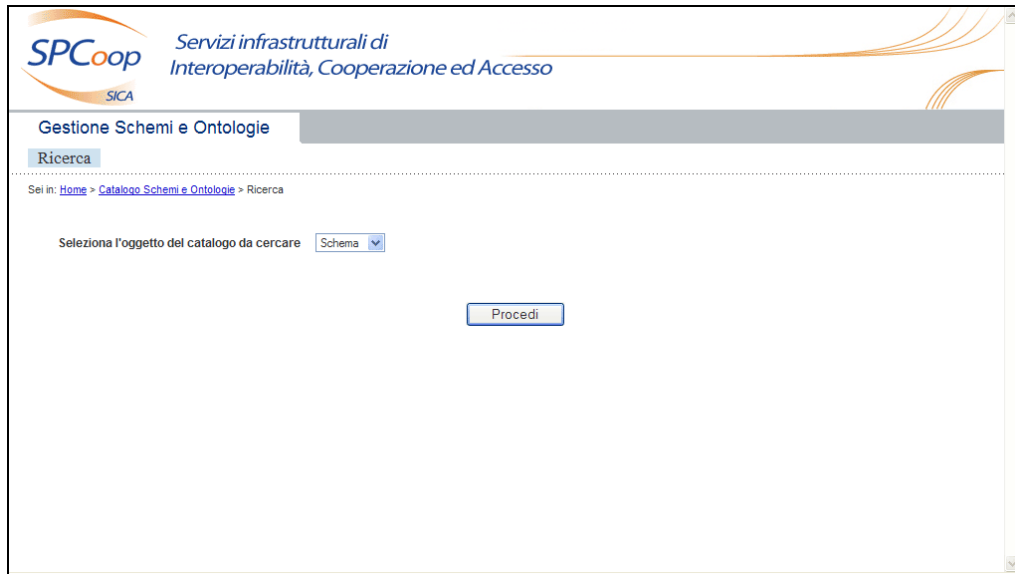 SPCoop
SICA
Servizi infrastrutturali di
Interoperabilità, Cooperazione ed Accesso
Gestione Schemi e Ontologie
Ricerca
Sei in: Home > Catalogo Schemi e Ontologie > Ricerca
Seleziona l'oggetto del catalogo da cercare Schema
Procedi